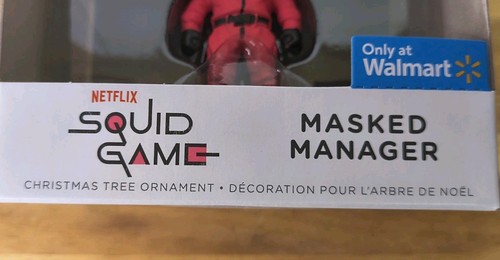 Only at
Walmart
NETFLIX
SQUID
GAME
MASKED
MANAGER
CHRISTMAS TREE ORNAMENT • DÉCORATION POUR L'ARBRE DE NOËL